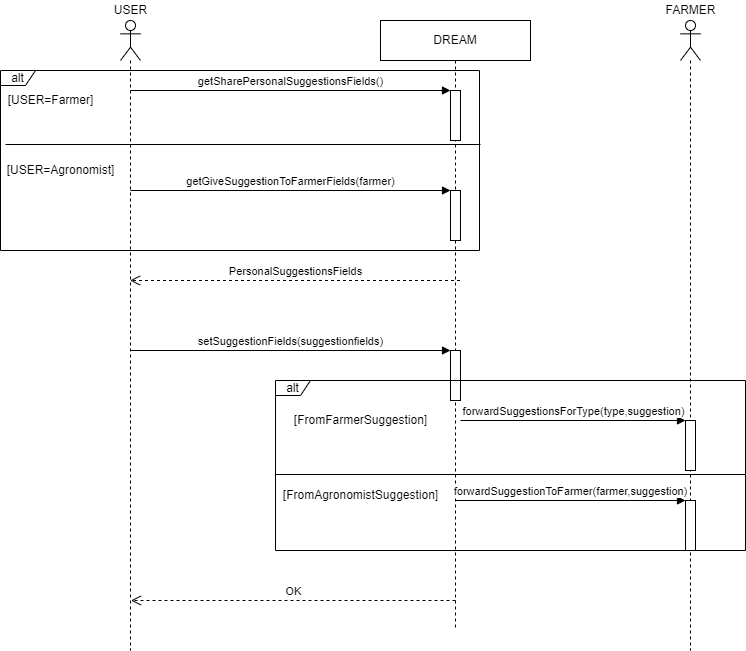 USER
FARMER
DREAM
alt
getSharePersonalSuggestionsFields()
[USER=Farmer]
[USER=Agronomist]
getGiveSuggestionToFarmerFields(farmer)
PersonalSuggestionsFields
setSuggestionFields(suggestionfields)
alt
forwardSuggestionsForType(type,suggestion)
[FromFarmerSuggestion]
[FromAgronomistSuggestion]
forwardSuggestionToFarmer(farmer,suggestion)
OK